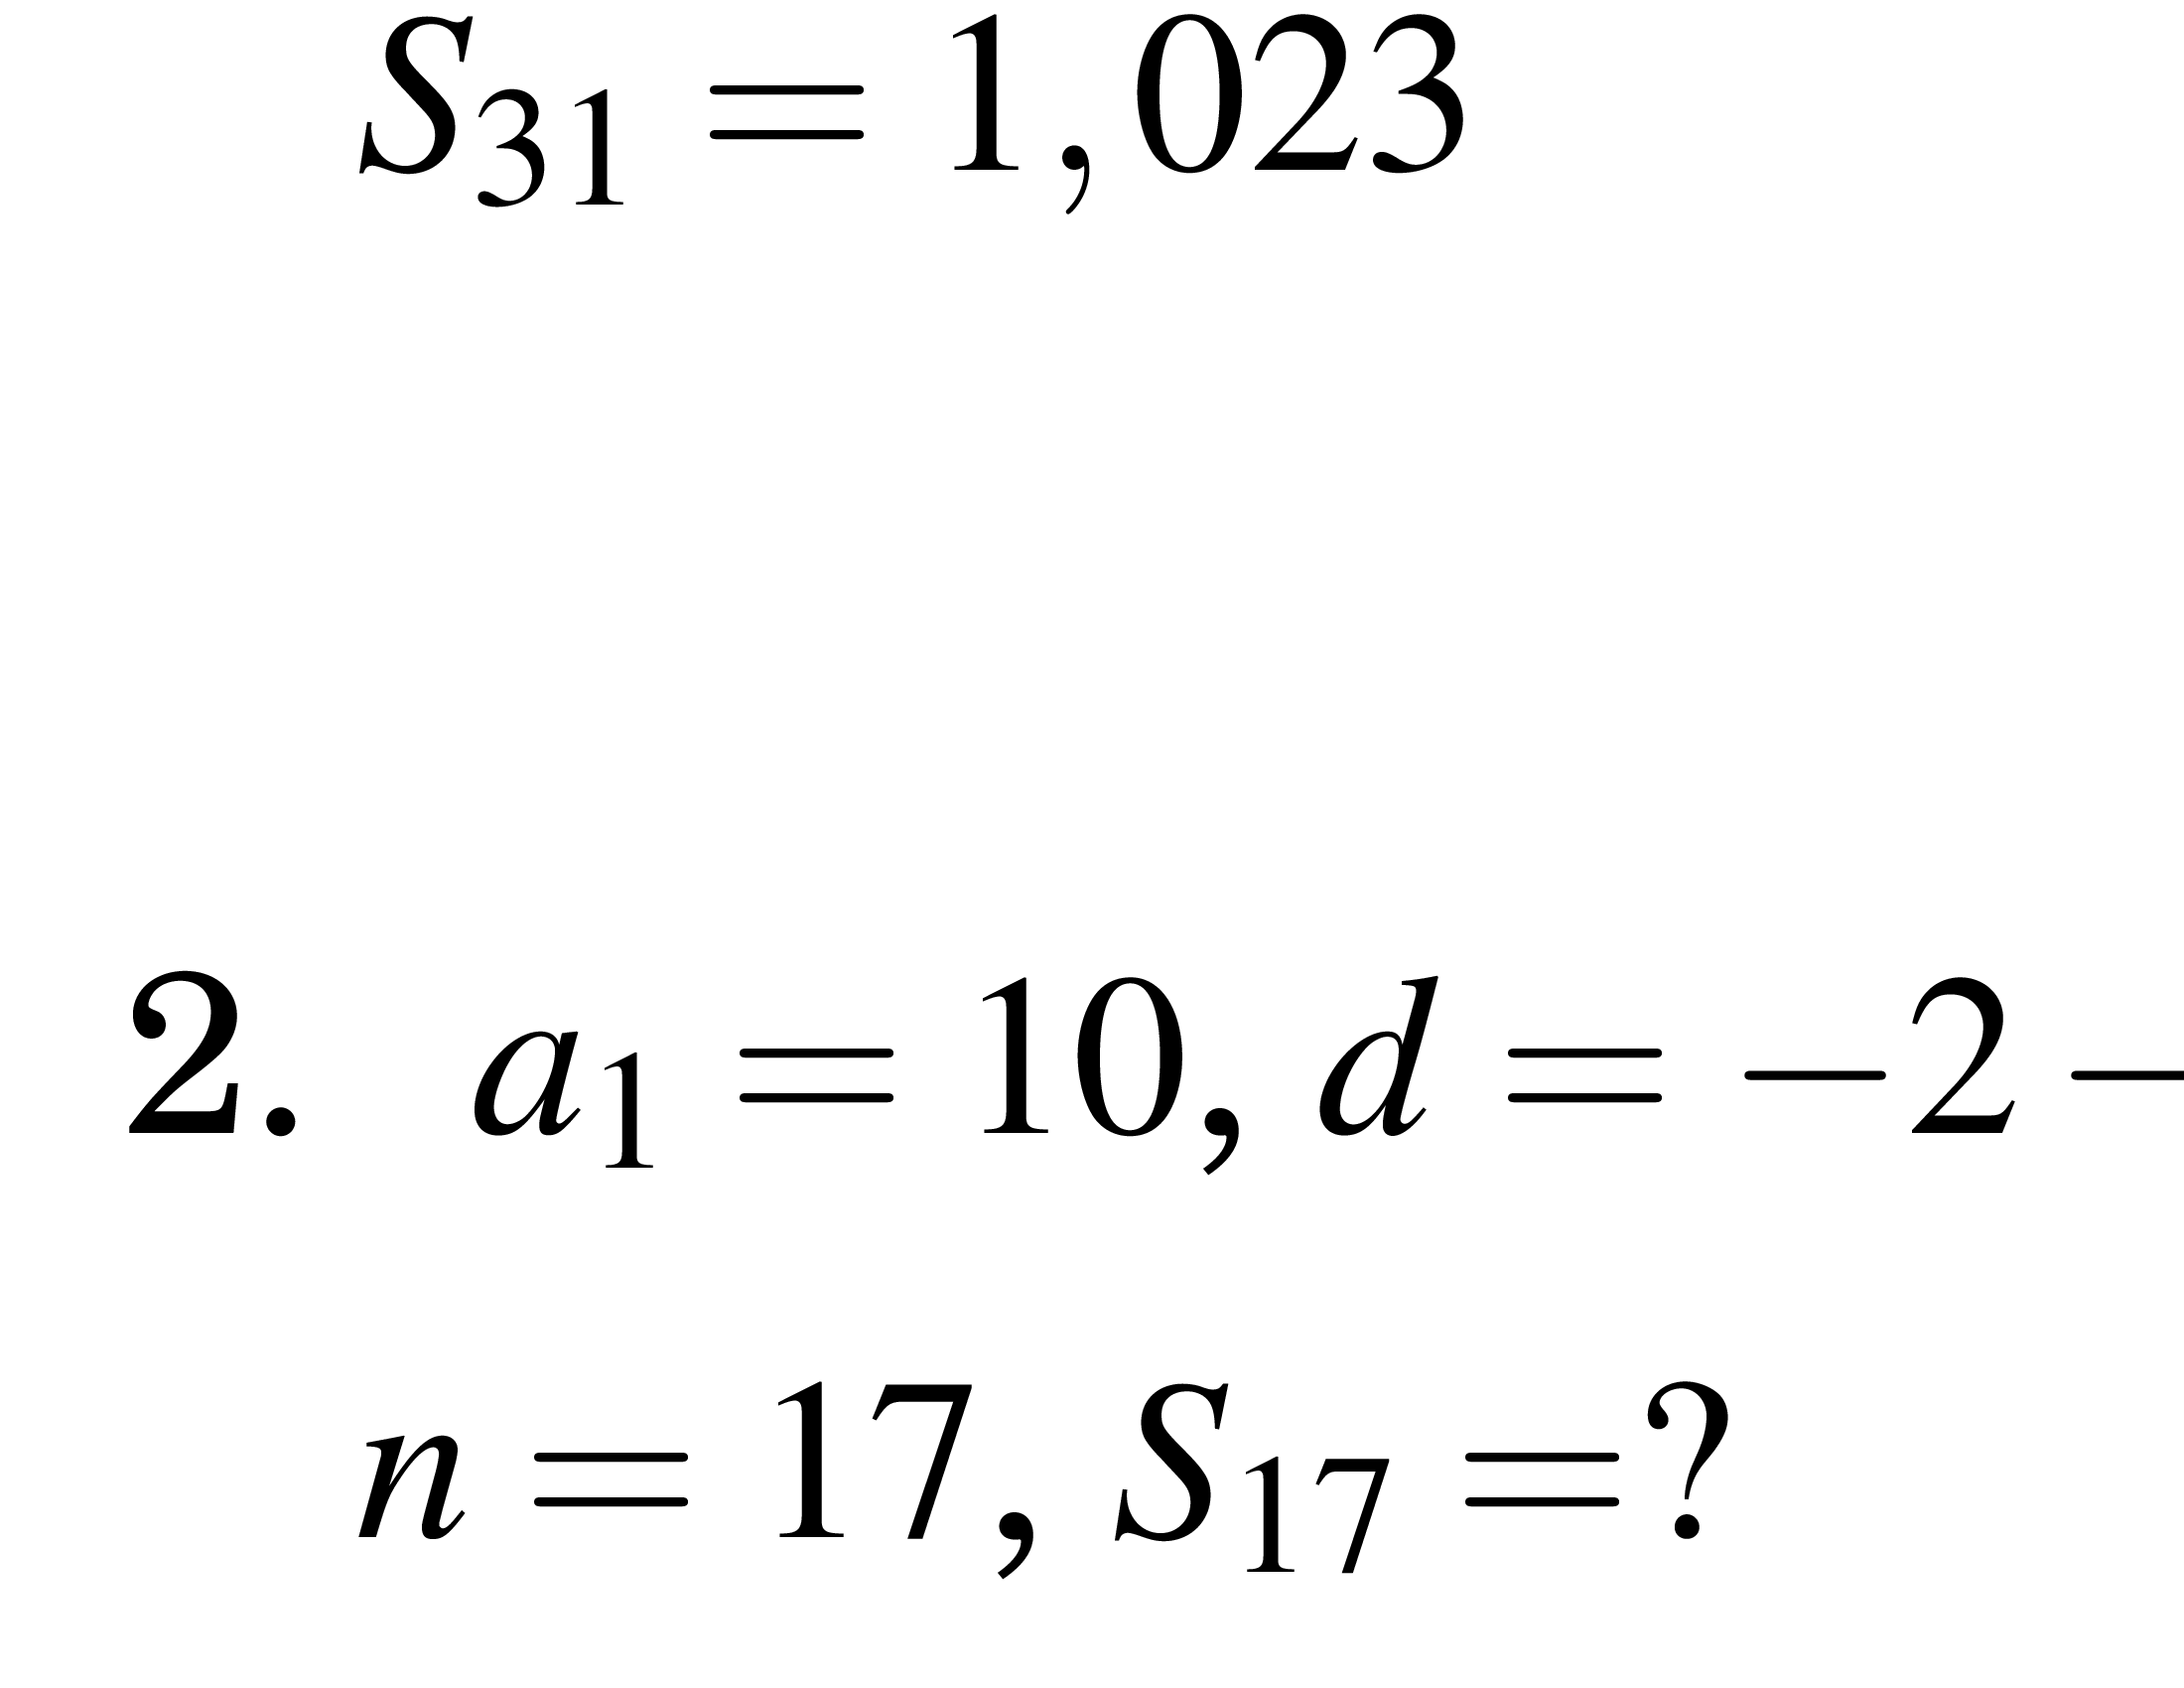 S₃₁ = 1,023
2. a₁ = 10, d = −2 −
n = 17, S₁₇ =?